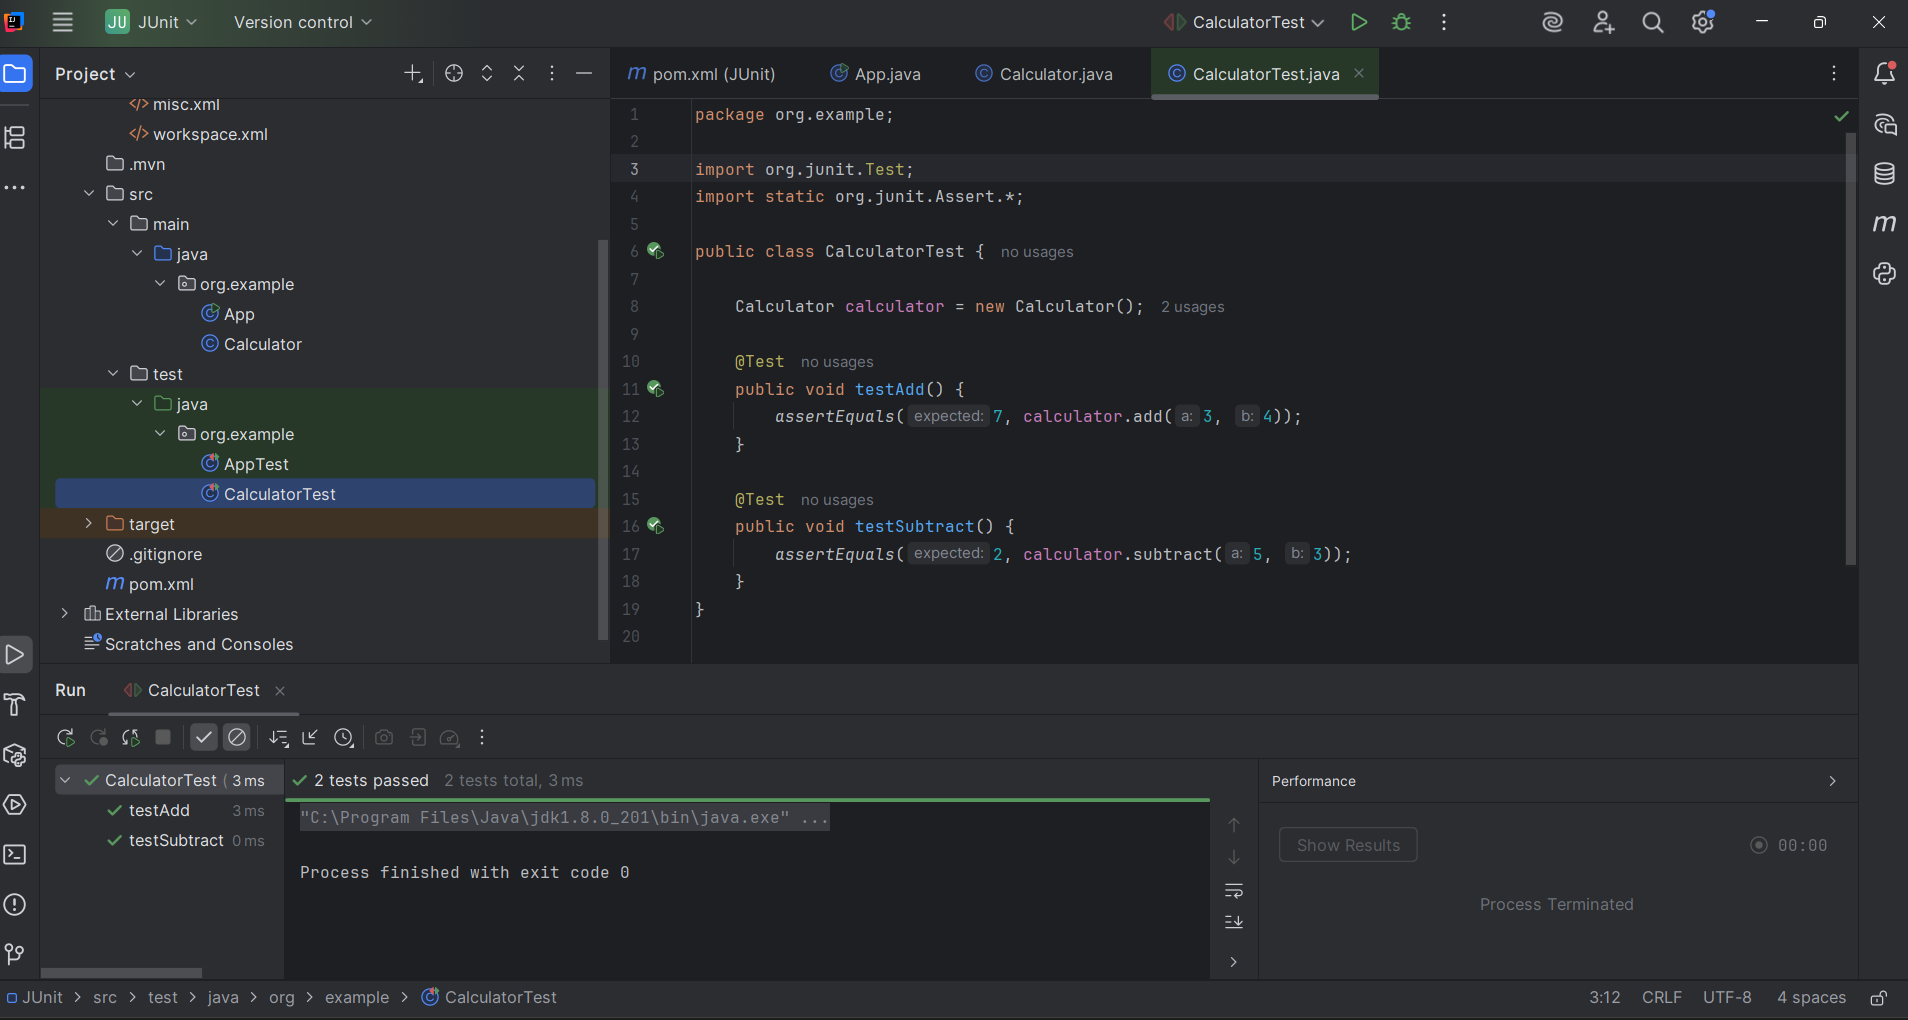 JU JUnit Version control CalculatorTest
Project
pom.xml (JUnit) App.java Calculator.java CalculatorTest.java
misc.xml
workspace.xml
.mvn
src
main
java
org.example
App
Calculator
test
java
org.example
AppTest
CalculatorTest
target
.gitignore
pom.xml
External Libraries
Scratches and Consoles
1 package org.example;
2
3 import org.junit.Test;
4 import static org.junit.Assert.*;
5
6 public class CalculatorTest { no usages
7
8 Calculator calculator = new Calculator(); 2 usages
9
10 @Test no usages
11 public void testAdd() {
12 assertEquals( expected: 7, calculator.add( a: 3, b: 4));
13 }
14
15 @Test no usages
16 public void testSubtract() {
17 assertEquals( expected: 2, calculator.subtract( a: 5, b: 3));
18 }
19 }
20
Run CalculatorTest
CalculatorTest ( 3 ms
testAdd 3 ms
testSubtract 0 ms
2 tests passed 2 tests total, 3 ms
"C:\Program Files\Java\jdk1.8.0_201\bin\java.exe" ...
Process finished with exit code 0
Performance
Show Results 00:00
Process Terminated
JUnit > src > test > java > org > example > CalculatorTest 3:12 CRLF UTF-8 4 spaces